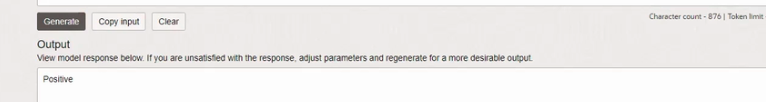 Generate Copy input Clear Character count - 876 | Token limit
Output
View model response below. If you are unsatisfied with the response, adjust parameters and regenerate for a more desirable output.
Positive